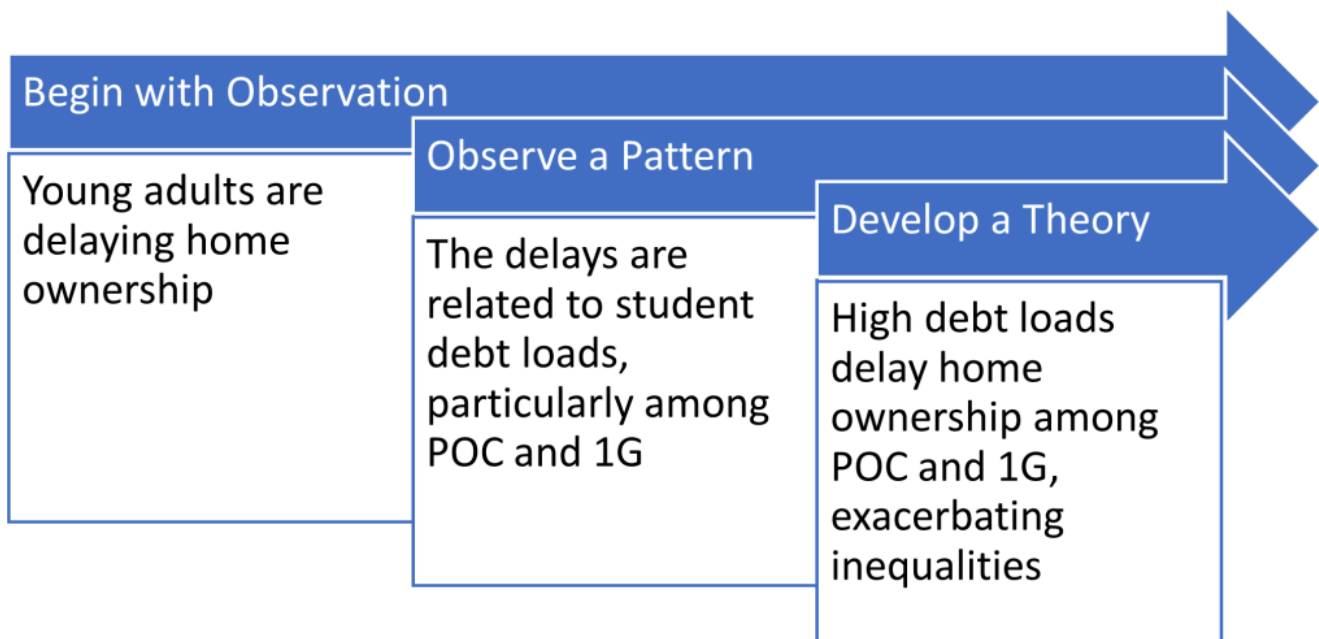 Begin with Observation
Young adults are
delaying home
ownership
Observe a Pattern
The delays are
related to student
debt loads,
particularly among
POC and 1G
Develop a Theory
High debt loads
delay home
ownership among
POC and 1G,
exacerbating
inequalities